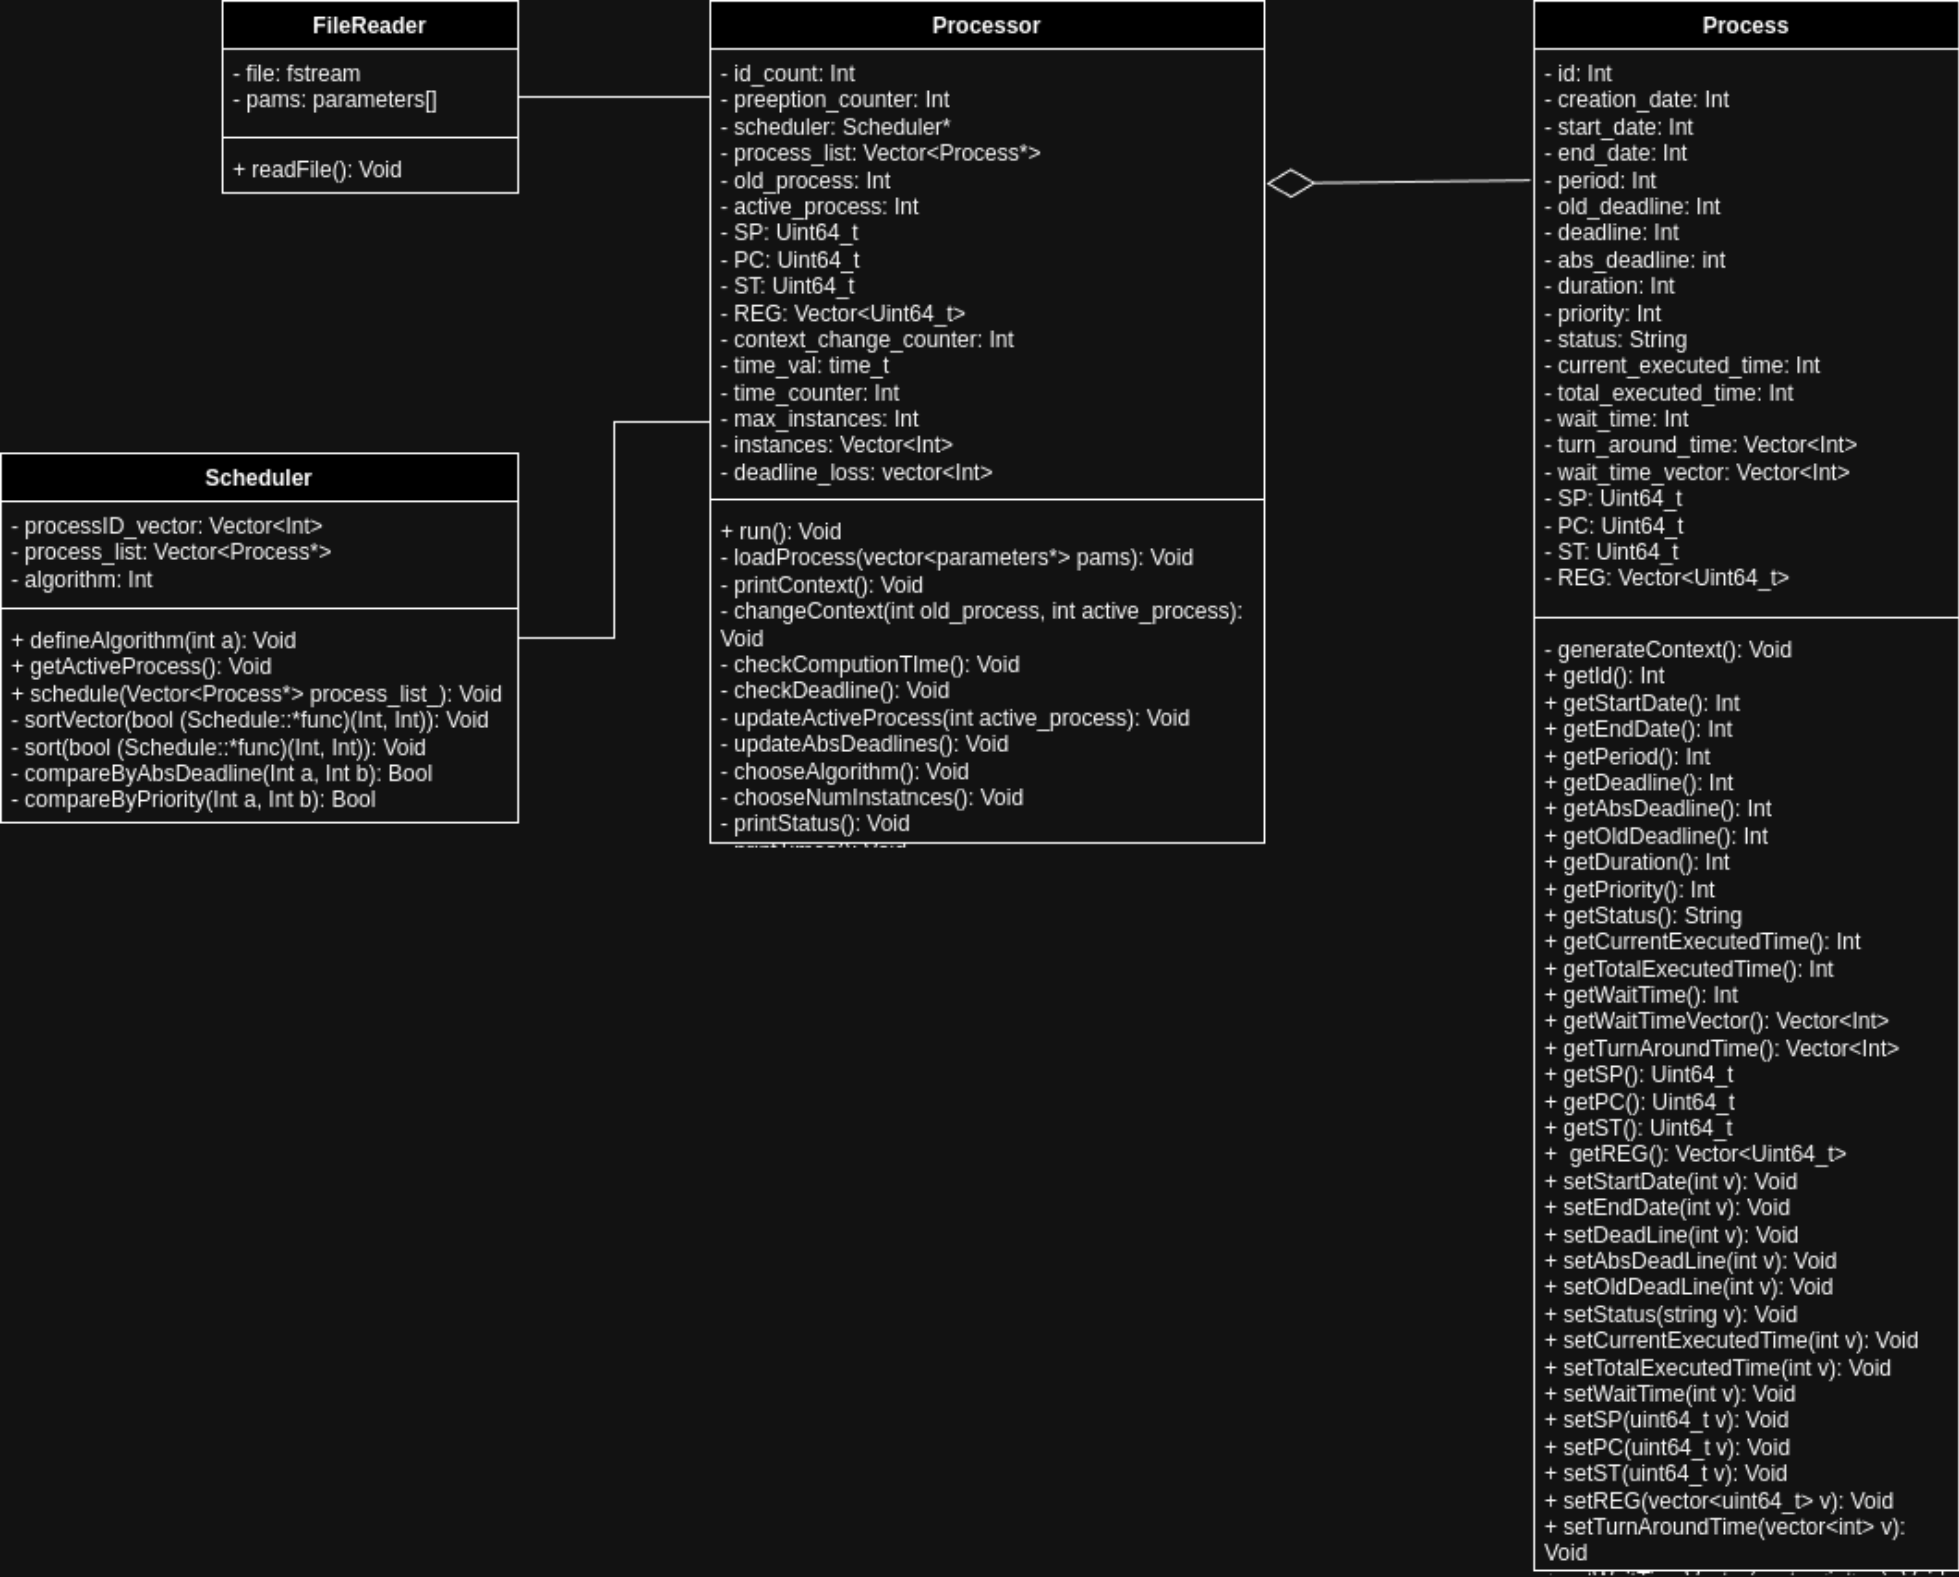 FileReader
- file: fstream
- pams: parameters[]
+ readFile(): Void
Processor
- id_count: Int
- preeption_counter: Int
- scheduler: Scheduler*
- process_list: Vector<Process*>
- old_process: Int
- active_process: Int
- SP: Uint64_t
- PC: Uint64_t
- ST: Uint64_t
- REG: Vector<Uint64_t>
- context_change_counter: Int
- time_val: time_t
- time_counter: Int
- max_instances: Int
- instances: Vector<Int>
- deadline_loss: vector<Int>
+ run(): Void
- loadProcess(vector<parameters*> pams): Void
- printContext(): Void
- changeContext(int old_process, int active_process):
Void
- checkComputionTIme(): Void
- checkDeadline(): Void
- updateActiveProcess(int active_process): Void
- updateAbsDeadlines(): Void
- chooseAlgorithm(): Void
- chooseNumInstatnces(): Void
- printStatus(): Void
Process
- id: Int
- creation_date: Int
- start_date: Int
- end_date: Int
- period: Int
- old_deadline: Int
- deadline: Int
- abs_deadline: int
- duration: Int
- priority: Int
- status: String
- current_executed_time: Int
- total_executed_time: Int
- wait_time: Int
- turn_around_time: Vector<Int>
- wait_time_vector: Vector<Int>
- SP: Uint64_t
- PC: Uint64_t
- ST: Uint64_t
- REG: Vector<Uint64_t>
- generateContext(): Void
+ getId(): Int
+ getStartDate(): Int
+ getEndDate(): Int
+ getPeriod(): Int
+ getDeadline(): Int
+ getAbsDeadline(): Int
+ getOldDeadline(): Int
+ getDuration(): Int
+ getPriority(): Int
+ getStatus(): String
+ getCurrentExecutedTime(): Int
+ getTotalExecutedTime(): Int
+ getWaitTime(): Int
+ getWaitTimeVector(): Vector<Int>
+ getTurnAroundTime(): Vector<Int>
+ getSP(): Uint64_t
+ getPC(): Uint64_t
+ getST(): Uint64_t
+  getREG(): Vector<Uint64_t>
+ setStartDate(int v): Void
+ setEndDate(int v): Void
+ setDeadLine(int v): Void
+ setAbsDeadLine(int v): Void
+ setOldDeadLine(int v): Void
+ setStatus(string v): Void
+ setCurrentExecutedTime(int v): Void
+ setTotalExecutedTime(int v): Void
+ setWaitTime(int v): Void
+ setSP(uint64_t v): Void
+ setPC(uint64_t v): Void
+ setST(uint64_t v): Void
+ setREG(vector<uint64_t> v): Void
+ setTurnAroundTime(vector<int> v):
Void
Scheduler
- processID_vector: Vector<Int>
- process_list: Vector<Process*>
- algorithm: Int
+ defineAlgorithm(int a): Void
+ getActiveProcess(): Void
+ schedule(Vector<Process*> process_list_): Void
- sortVector(bool (Schedule::*func)(Int, Int)): Void
- sort(bool (Schedule::*func)(Int, Int)): Void
- compareByAbsDeadline(Int a, Int b): Bool
- compareByPriority(Int a, Int b): Bool